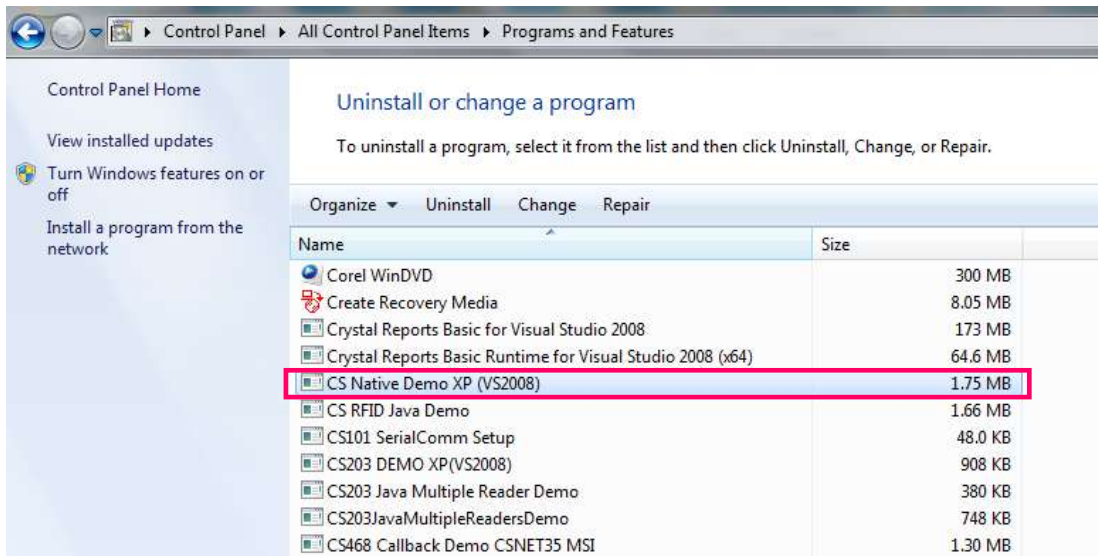 Control Panel All Control Panel Items Programs and Features
Control Panel Home
View installed updates
Turn Windows features on or
off
Install a program from the
network
Uninstall or change a program
To uninstall a program, select it from the list and then click Uninstall, Change, or Repair.
Organize Uninstall Change Repair
Name Size
Corel WinDVD 300 MB
Create Recovery Media 8.05 MB
Crystal Reports Basic for Visual Studio 2008 173 MB
Crystal Reports Basic Runtime for Visual Studio 2008 (x64) 64.6 MB
CS Native Demo XP (VS2008) 1.75 MB
CS RFID Java Demo 1.66 MB
CS101 SerialComm Setup 48.0 KB
CS203 DEMO XP(VS2008) 908 KB
CS203 Java Multiple Reader Demo 380 KB
CS203JavaMultipleReadersDemo 748 KB
CS468 Callback Demo CSNET35 MSI 1.30 MB